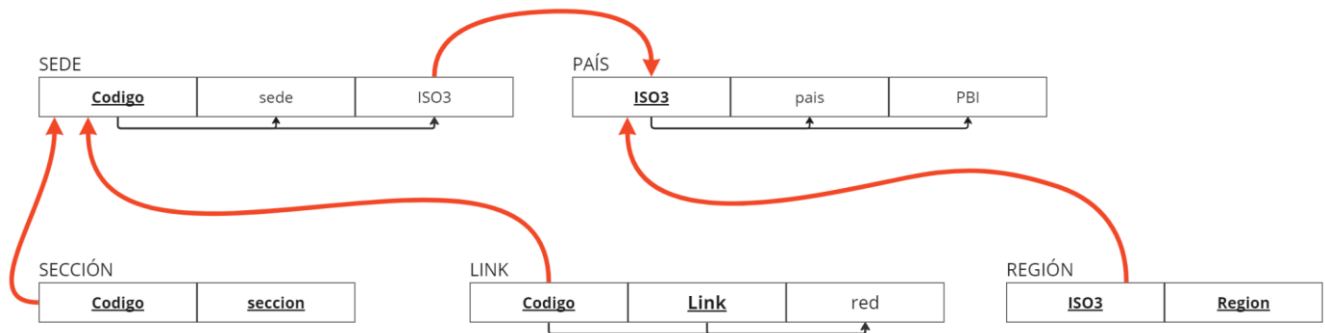 SEDE
Codigo sede ISO3
PAÍS
ISO3 pais PBI
SECCIÓN
Codigo seccion
LINK
Codigo Link red
REGIÓN
ISO3 Region